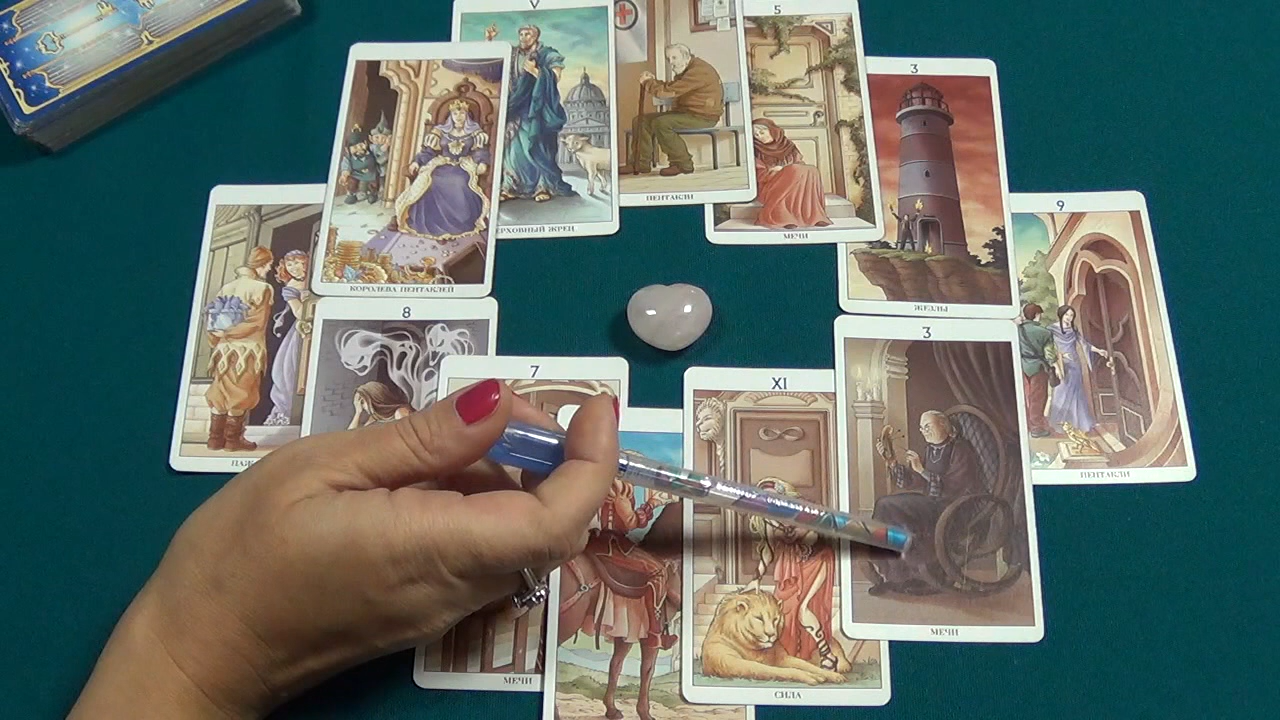 V
ЕРХОВНЫЙ ЖРЕЦ
ПЕНТАКЛИ
5
МЕЧИ
3
ЖЕЗЛЫ
9
ПЕНТАКЛИ
КОРОЛЕВА ПЕНТАКЛЕЙ
8
7
МЕЧИ
XI
СИЛА
3
МЕЧИ